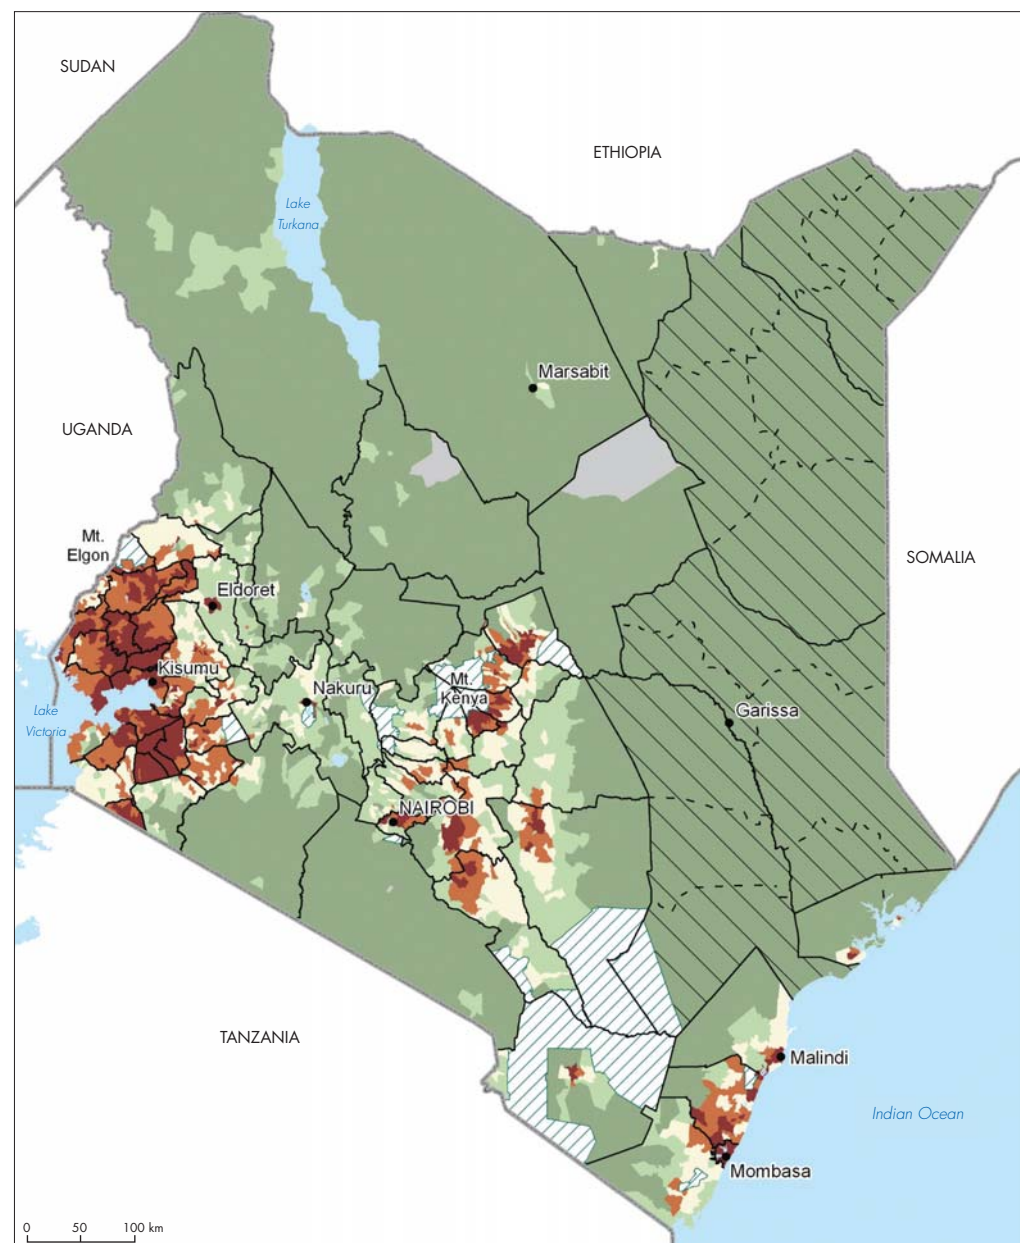 SUDAN
ETHIOPIA
Lake
Turkana
Marsabit
UGANDA
Mt.
Elgon
SOMALIA
Eldoret
Kisumu
Nakuru
Mt.
Kenya
Garissa
Lake
Victoria
NAIROBI
TANZANIA
Malindi
Indian Ocean
Mombasa
0 50 100 km